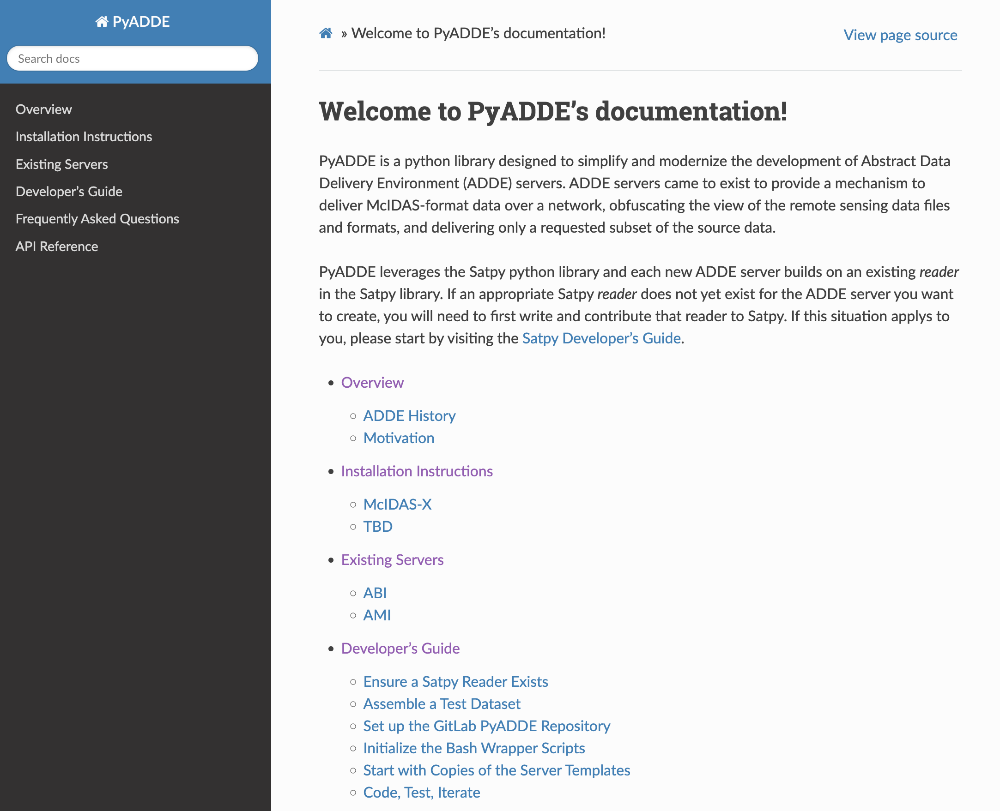 PyADDE
Search docs
Overview
Installation Instructions
Existing Servers
Developer’s Guide
Frequently Asked Questions
API Reference
» Welcome to PyADDE’s documentation!
View page source
Welcome to PyADDE’s documentation!
PyADDE is a python library designed to simplify and modernize the development of Abstract Data
Delivery Environment (ADDE) servers. ADDE servers came to exist to provide a mechanism to
deliver McIDAS-format data over a network, obfuscating the view of the remote sensing data files
and formats, and delivering only a requested subset of the source data.
PyADDE leverages the Satpy python library and each new ADDE server builds on an existing reader
in the Satpy library. If an appropriate Satpy reader does not yet exist for the ADDE server you want
to create, you will need to first write and contribute that reader to Satpy. If this situation applys to
you, please start by visiting the Satpy Developer’s Guide.
• Overview
○ ADDE History
○ Motivation
• Installation Instructions
○ McIDAS-X
○ TBD
• Existing Servers
○ ABI
○ AMI
• Developer’s Guide
○ Ensure a Satpy Reader Exists
○ Assemble a Test Dataset
○ Set up the GitLab PyADDE Repository
○ Initialize the Bash Wrapper Scripts
○ Start with Copies of the Server Templates
○ Code, Test, Iterate